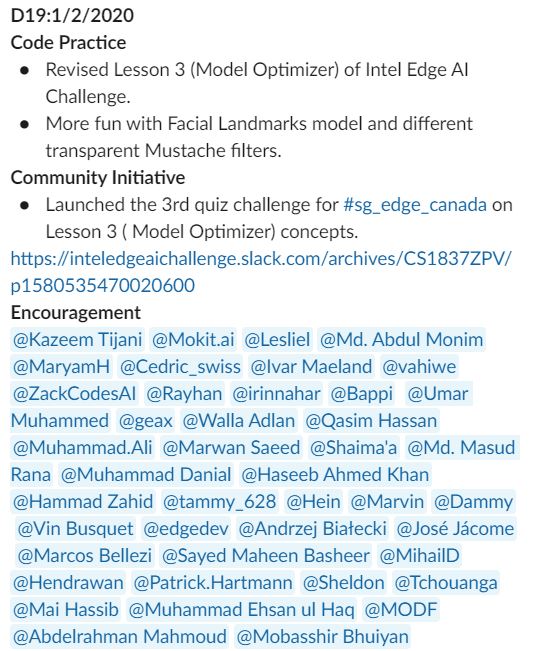 D19:1/2/2020
Code Practice
● Revised Lesson 3 (Model Optimizer) of Intel Edge AI
Challenge.
● More fun with Facial Landmarks model and different
transparent Mustache filters.
Community Initiative
● Launched the 3rd quiz challenge for #sg_edge_canada on
Lesson 3 ( Model Optimizer) concepts.
https://inteledgeaichallenge.slack.com/archives/CS1837ZPV/
p1580535470020600
Encouragement
@Kazeem Tijani @Mokit.ai @Lesliel @Md. Abdul Monim
@MaryamH @Cedric_swiss @Ivar Maeland @vahiwe
@ZackCodesAI @Rayhan @irinnahar @Bappi @Umar
Muhammed @geax @Walla Adlan @Qasim Hassan
@Muhammad.Ali @Marwan Saeed @Shaima'a @Md. Masud
Rana @Muhammad Danial @Haseeb Ahmed Khan
@Hammad Zahid @tammy_628 @Hein @Marvin @Dammy
@Vin Busquet @edgedev @Andrzej Białecki @José Jácome
@Marcos Bellezi @Sayed Maheen Basheer @MihailD
@Hendrawan @Patrick.Hartmann @Sheldon @Tchouanga
@Mai Hassib @Muhammad Ehsan ul Haq @MODF
@Abdelrahman Mahmoud @Mobasshir Bhuiyan